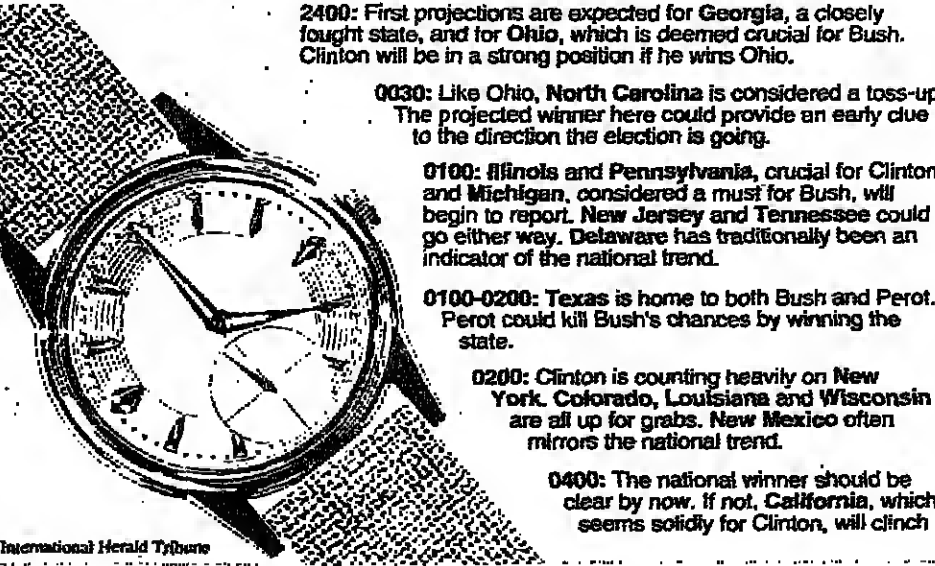 2400: First projections are expected for Georgia, a closely
fought state, and for Ohio, which is deemed crucial for Bush.
Clinton will be in a strong position if he wins Ohio.
0030: Like Ohio, North Carolina is considered a toss-up
The projected winner here could provide an early clue
to the direction the election is going.
0100: Illinois and Pennsylvania, crucial for Clinton
and Michigan, considered a must for Bush, will
begin to report. New Jersey and Tennessee could
go either way. Delaware has traditionally been an
indicator of the national trend.
0100-0200: Texas is home to both Bush and Perot.
Perot could kill Bush's chances by winning the
state.
0200: Clinton is counting heavily on New
York. Colorado, Louisiana and Wisconsin
are all up for grabs. New Mexico often
mirrors the national trend.
0400: The national winner should be
clear by now. If not, California, which
seems solidly for Clinton, will clinch
International Herald Tribune